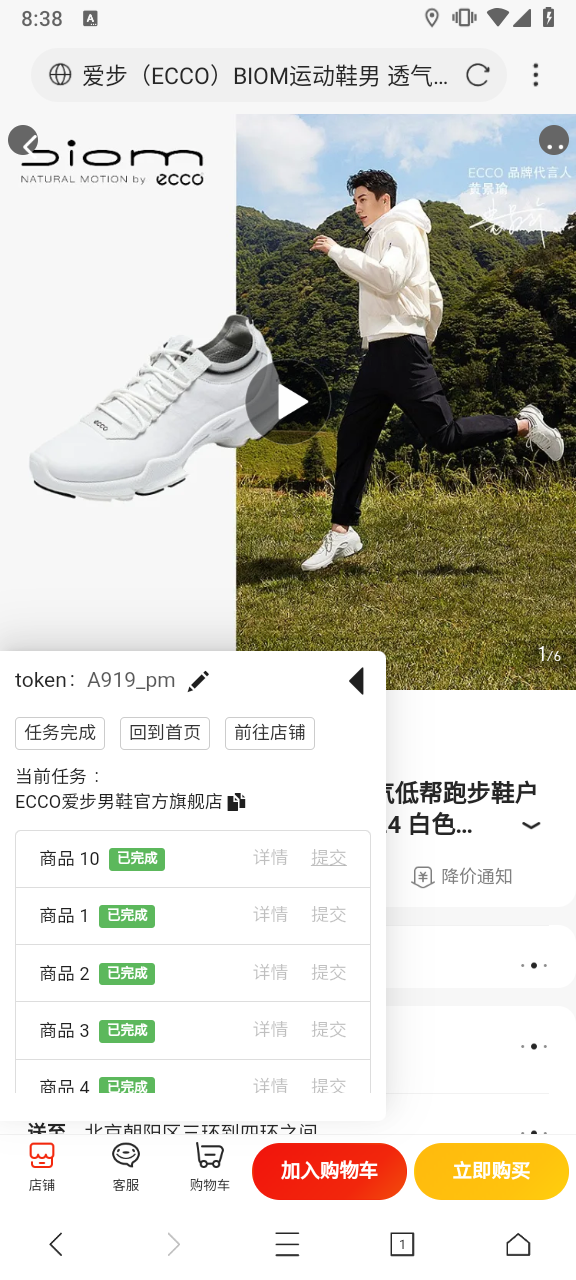 8:38
A
爱步（ECCO）BIOM运动鞋男 透气...
biom
NATURAL MOTION by ecco
ECCO 品牌代言人
黄景瑜
ecco
1/6
token: A919_pm
任务完成 回到首页 前往店铺
当前任务：
ECCO爱步男鞋官方旗舰店
气低帮跑步鞋户
4 白色...
降价通知
商品 10 已完成 详情 提交
商品 1 已完成 详情 提交
商品 2 已完成 详情 提交
商品 3 已完成 详情 提交
商品 4 已完成 详情 提交
送至 北京朝阳区三环到四环之间
店铺 客服 购物车 加入购物车 立即购买
1